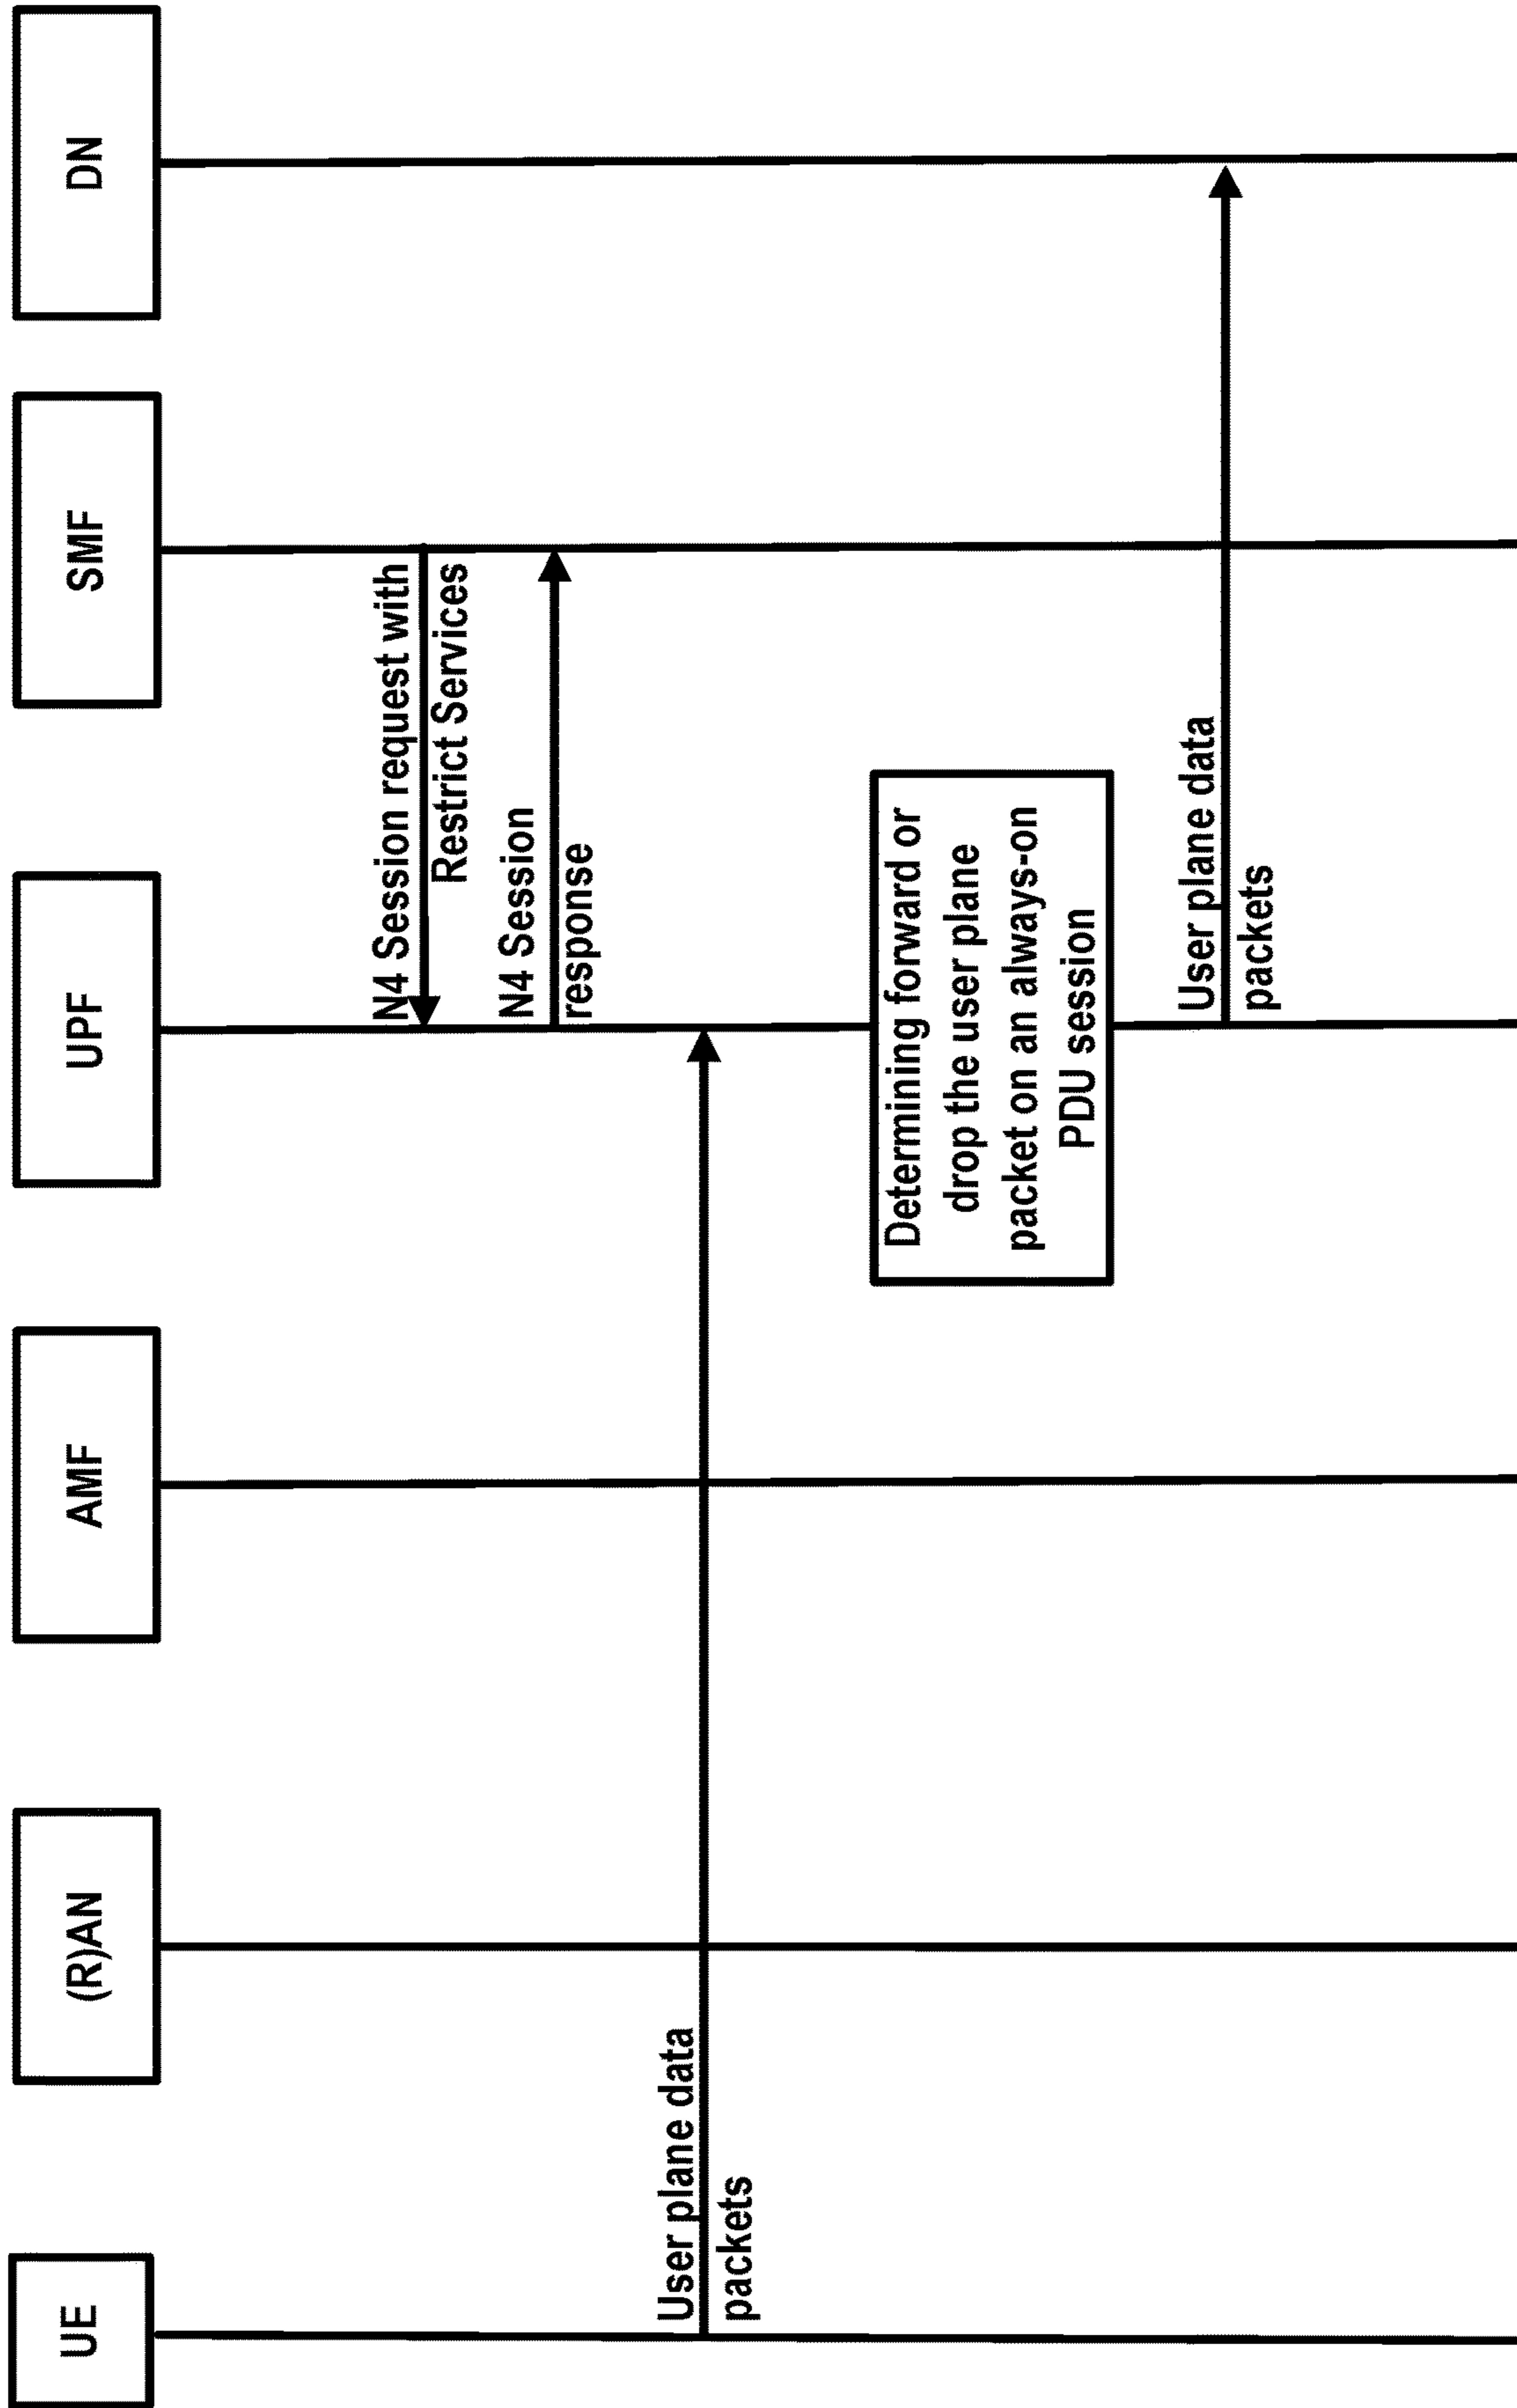 UE
(R)AN
AMF
UPF
SMF
DN
N4 Session request with
Restrict Services
N4 Session
response
User plane data
packets
Determining forward or
drop the user plane
packet on an always-on
PDU session
User plane data
packets